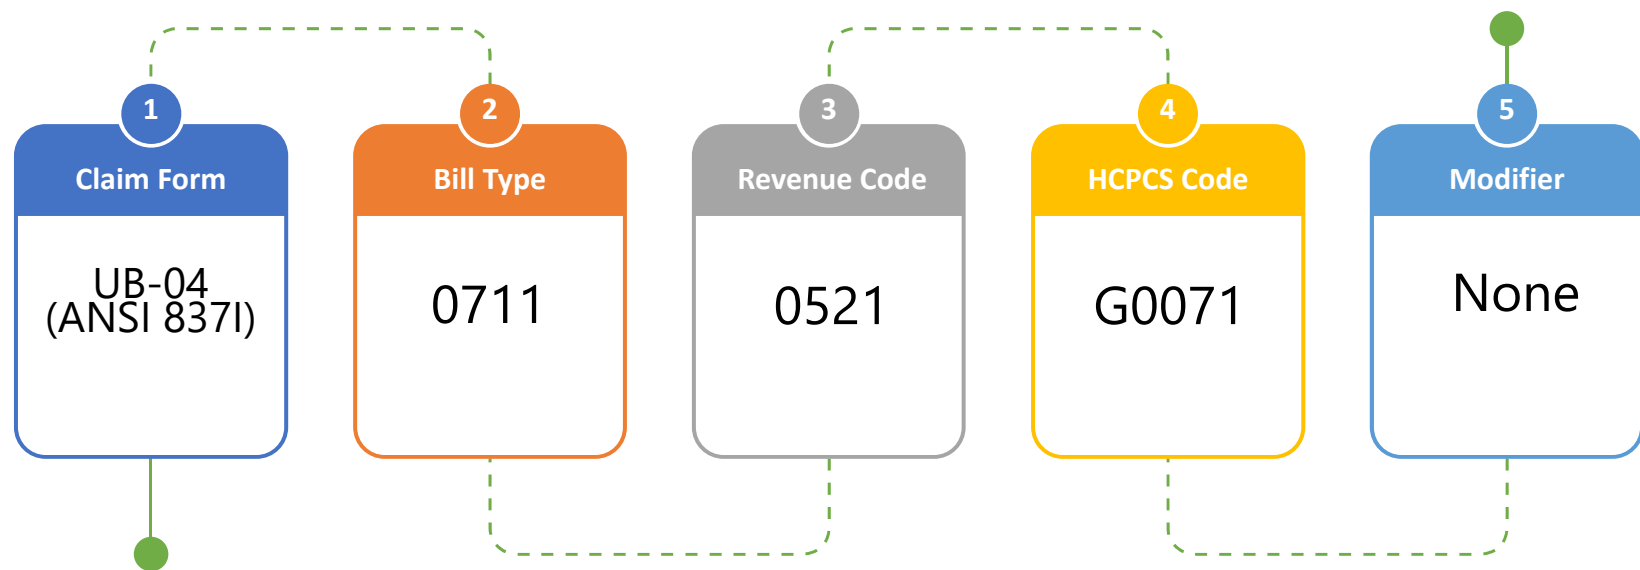 1
Claim Form
UB-04
(ANSI 837I)
2
Bill Type
0711
3
Revenue Code
0521
4
HCPCS Code
G0071
5
Modifier
None